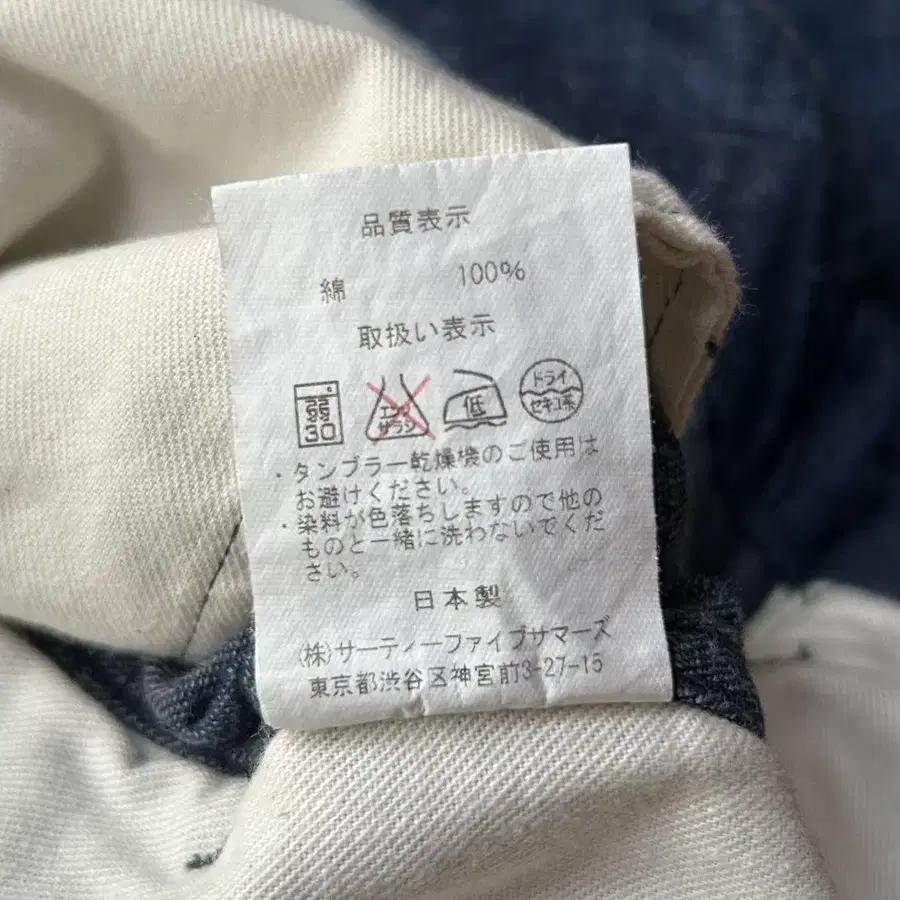 品質表示
綿 100%
取扱い表示
弱 30 エンソ サラシ 低 ドライ セキユ系
・タンブラー乾燥機のご使用は
お避けください。
・染料が色落ちしますので他の
ものと一緒に洗わないでくだ
さい。
日本製
(株)サーティーファイブサマーズ
東京都渋谷区神宮前3-27-15